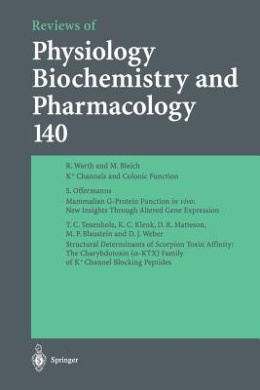 Reviews of
Physiology
Biochemistry and
Pharmacology
140
R. Warth and M. Bleich
K⁺ Channels and Colonic Function
S. Offermanns
Mammalian G-Protein Function in vivo:
New Insights Through Altered Gene Expression
T. C. Tenenholz, K. C. Klenk, D. R. Matteson,
M. P. Blaustein and D. J. Weber
Structural Determinants of Scorpion Toxin Affinity:
The Charybdotoxin (α-KTX) Family
of K⁺ Channel Blocking Peptides
Springer